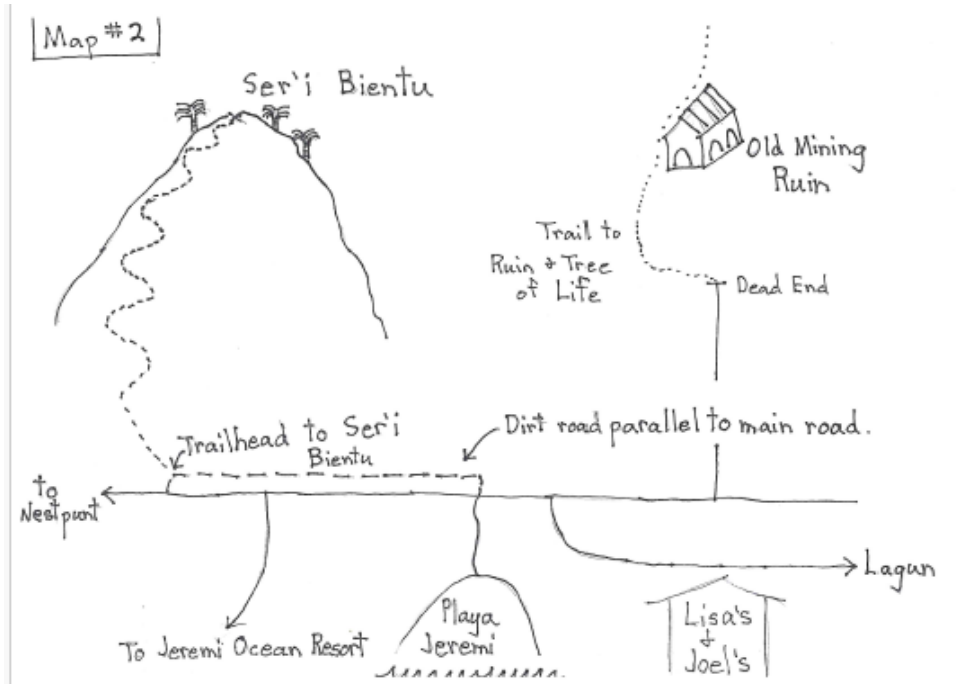 Map #2
Ser'i Bientu
Old Mining
Ruin
Trail to
Ruin & Tree
of Life
Dead End
Trailhead to Ser'i
Bientu
Dirt road parallel to main road.
to
Nestpunt
Lagun
To Jeremi Ocean Resort
Playa
Jeremi
Lisa's
&
Joel's